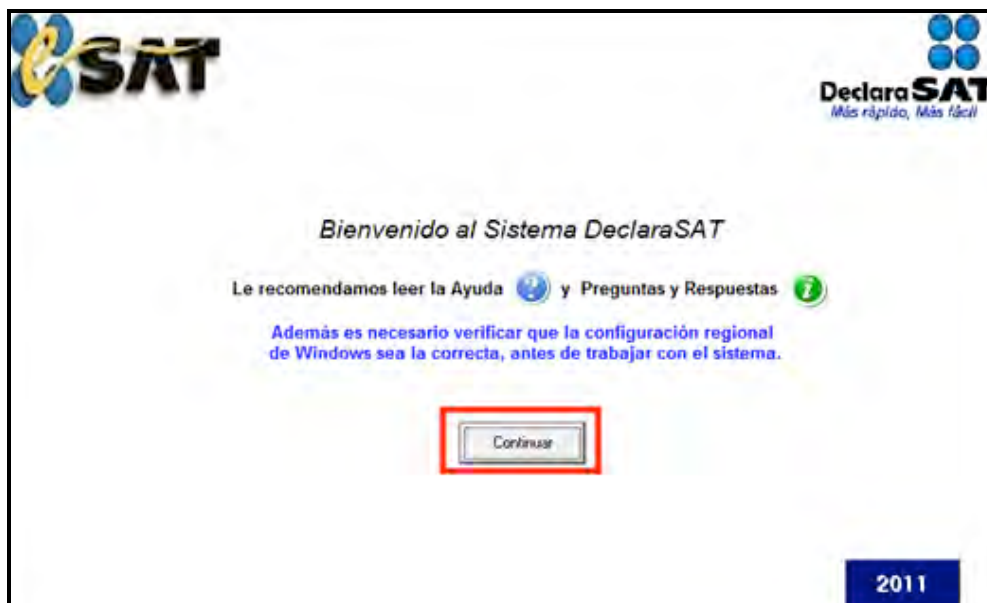 eSAT
DeclaraSAT
Más rápido, Más fácil
Bienvenido al Sistema DeclaraSAT
Le recomendamos leer la Ayuda ? y Preguntas y Respuestas i
Además es necesario verificar que la configuración regional
de Windows sea la correcta, antes de trabajar con el sistema.
Continuar
2011